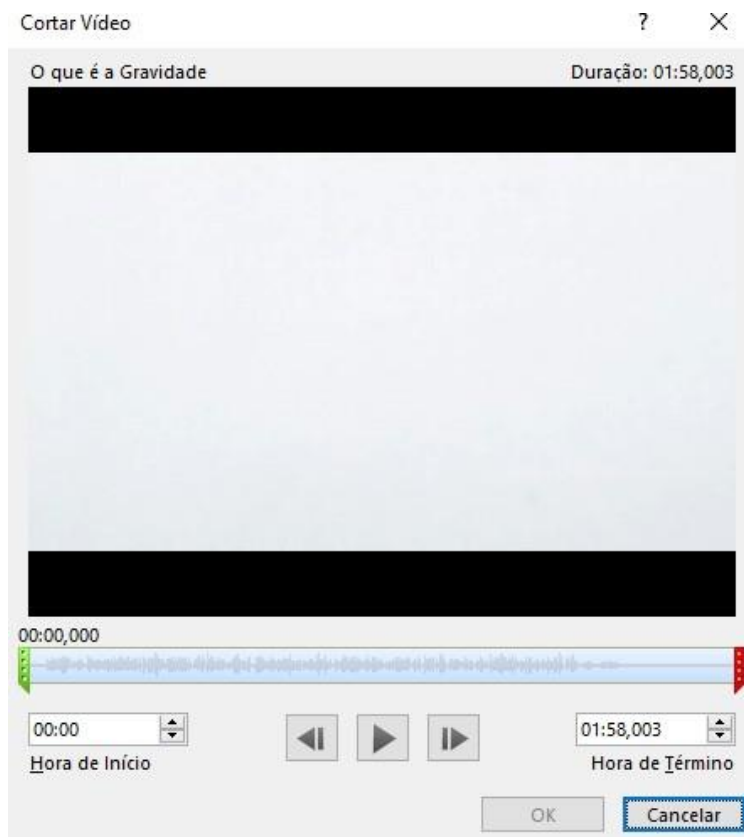 Cortar Vídeo ?
O que é a Gravidade Duração: 01:58,003
00:00,000
00:00 01:58,003
Hora de Início Hora de Término
OK Cancelar